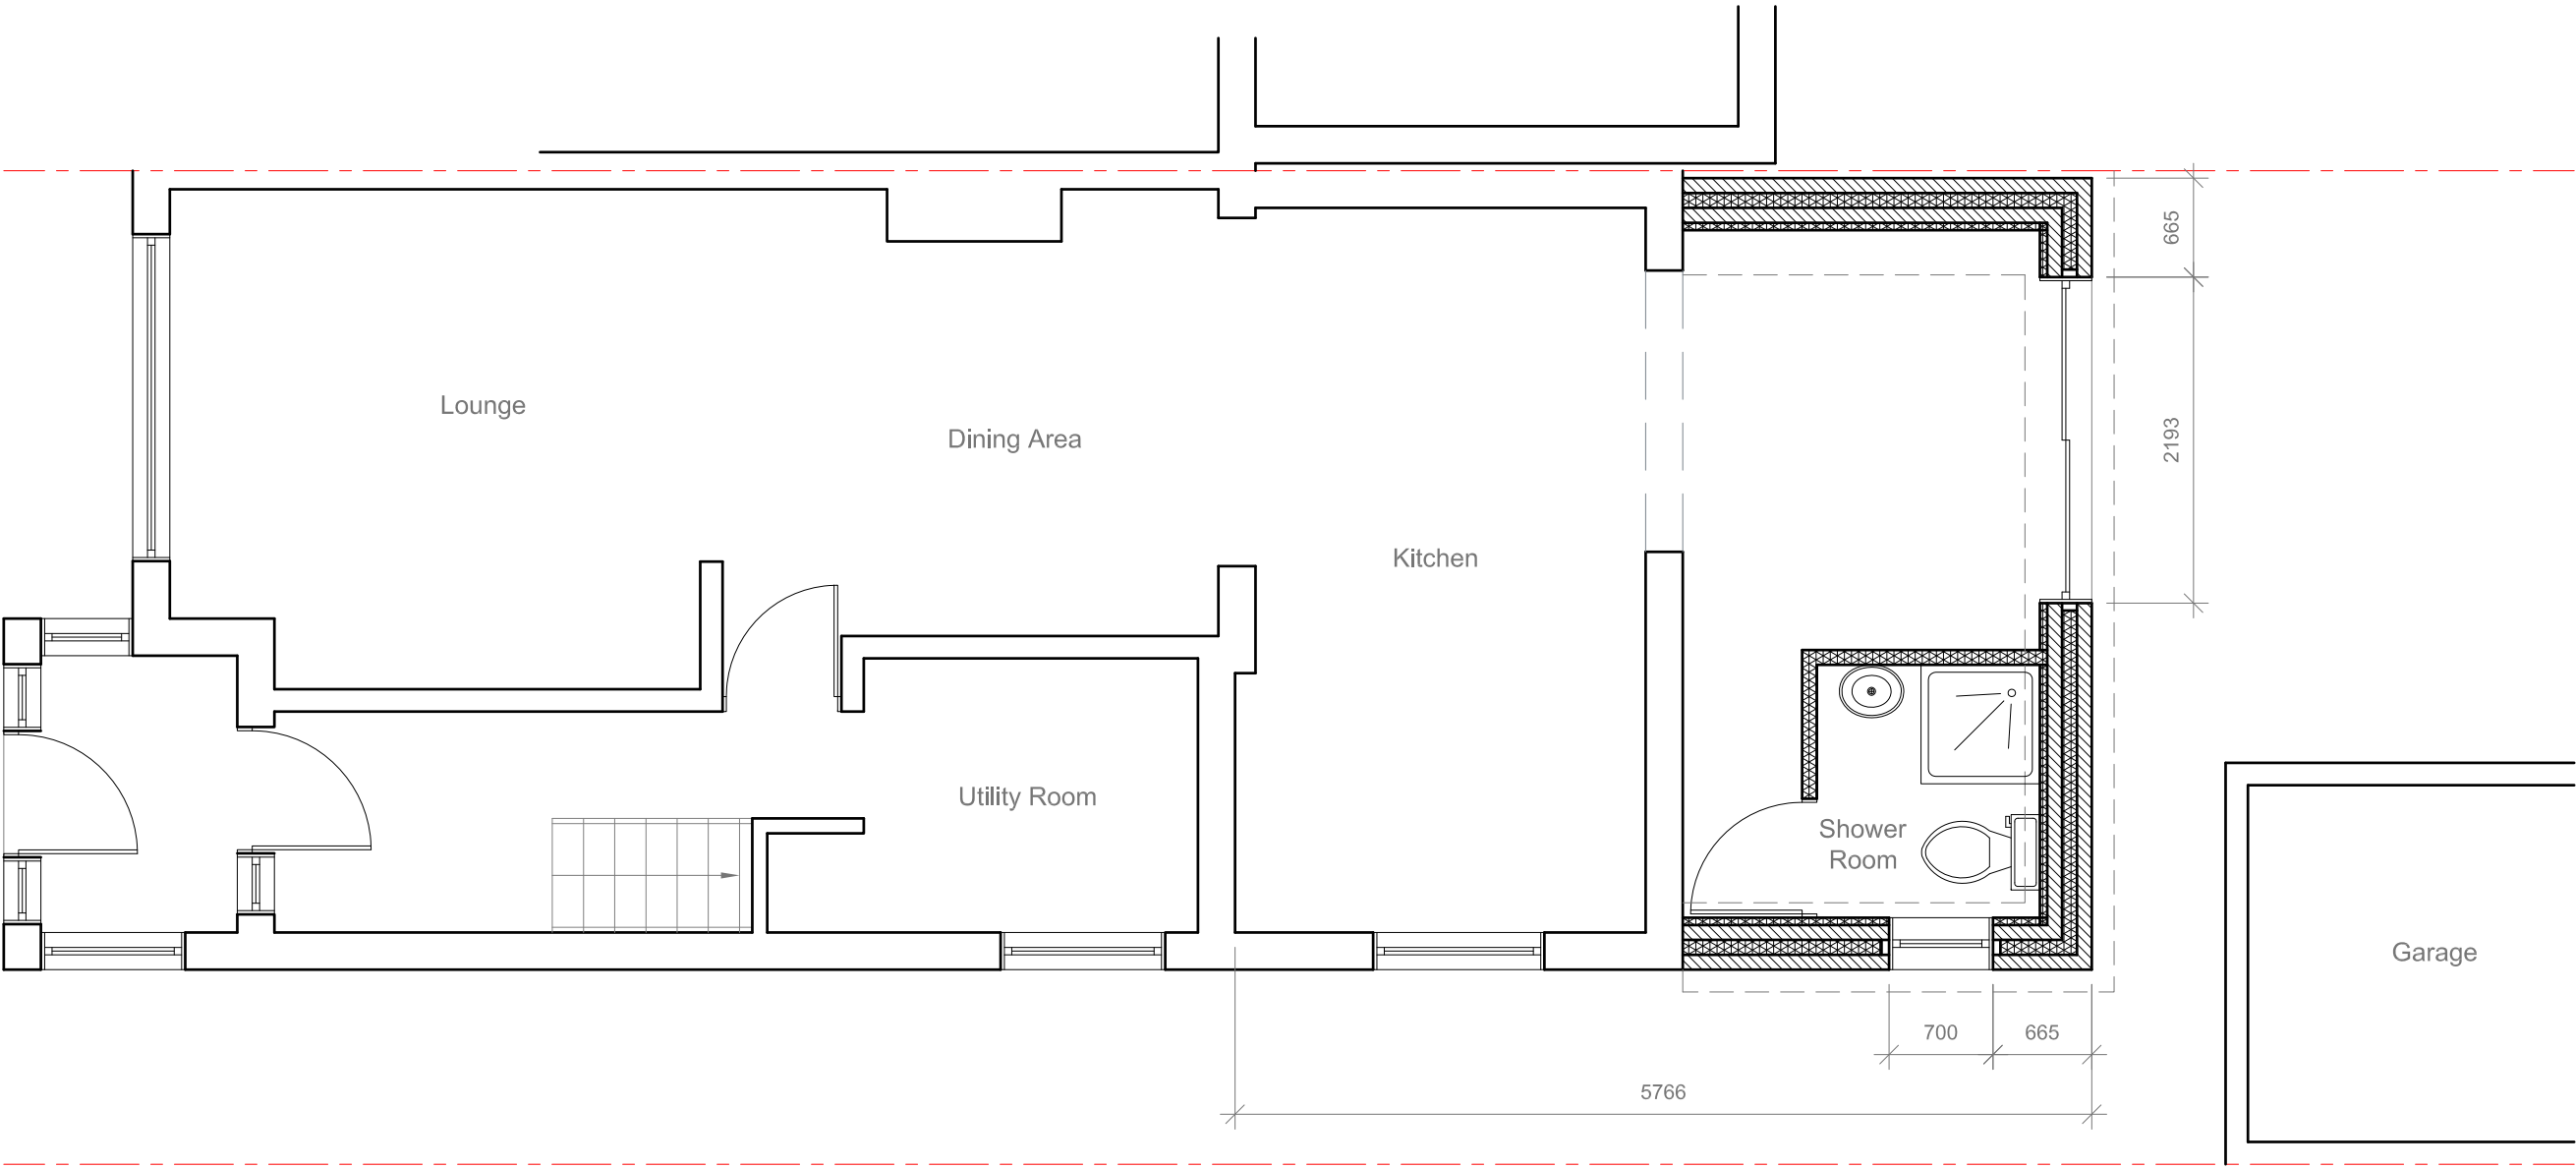 665
Lounge
Dining Area
2193
Kitchen
Utility Room
Shower
Room
Garage
700
665
5766